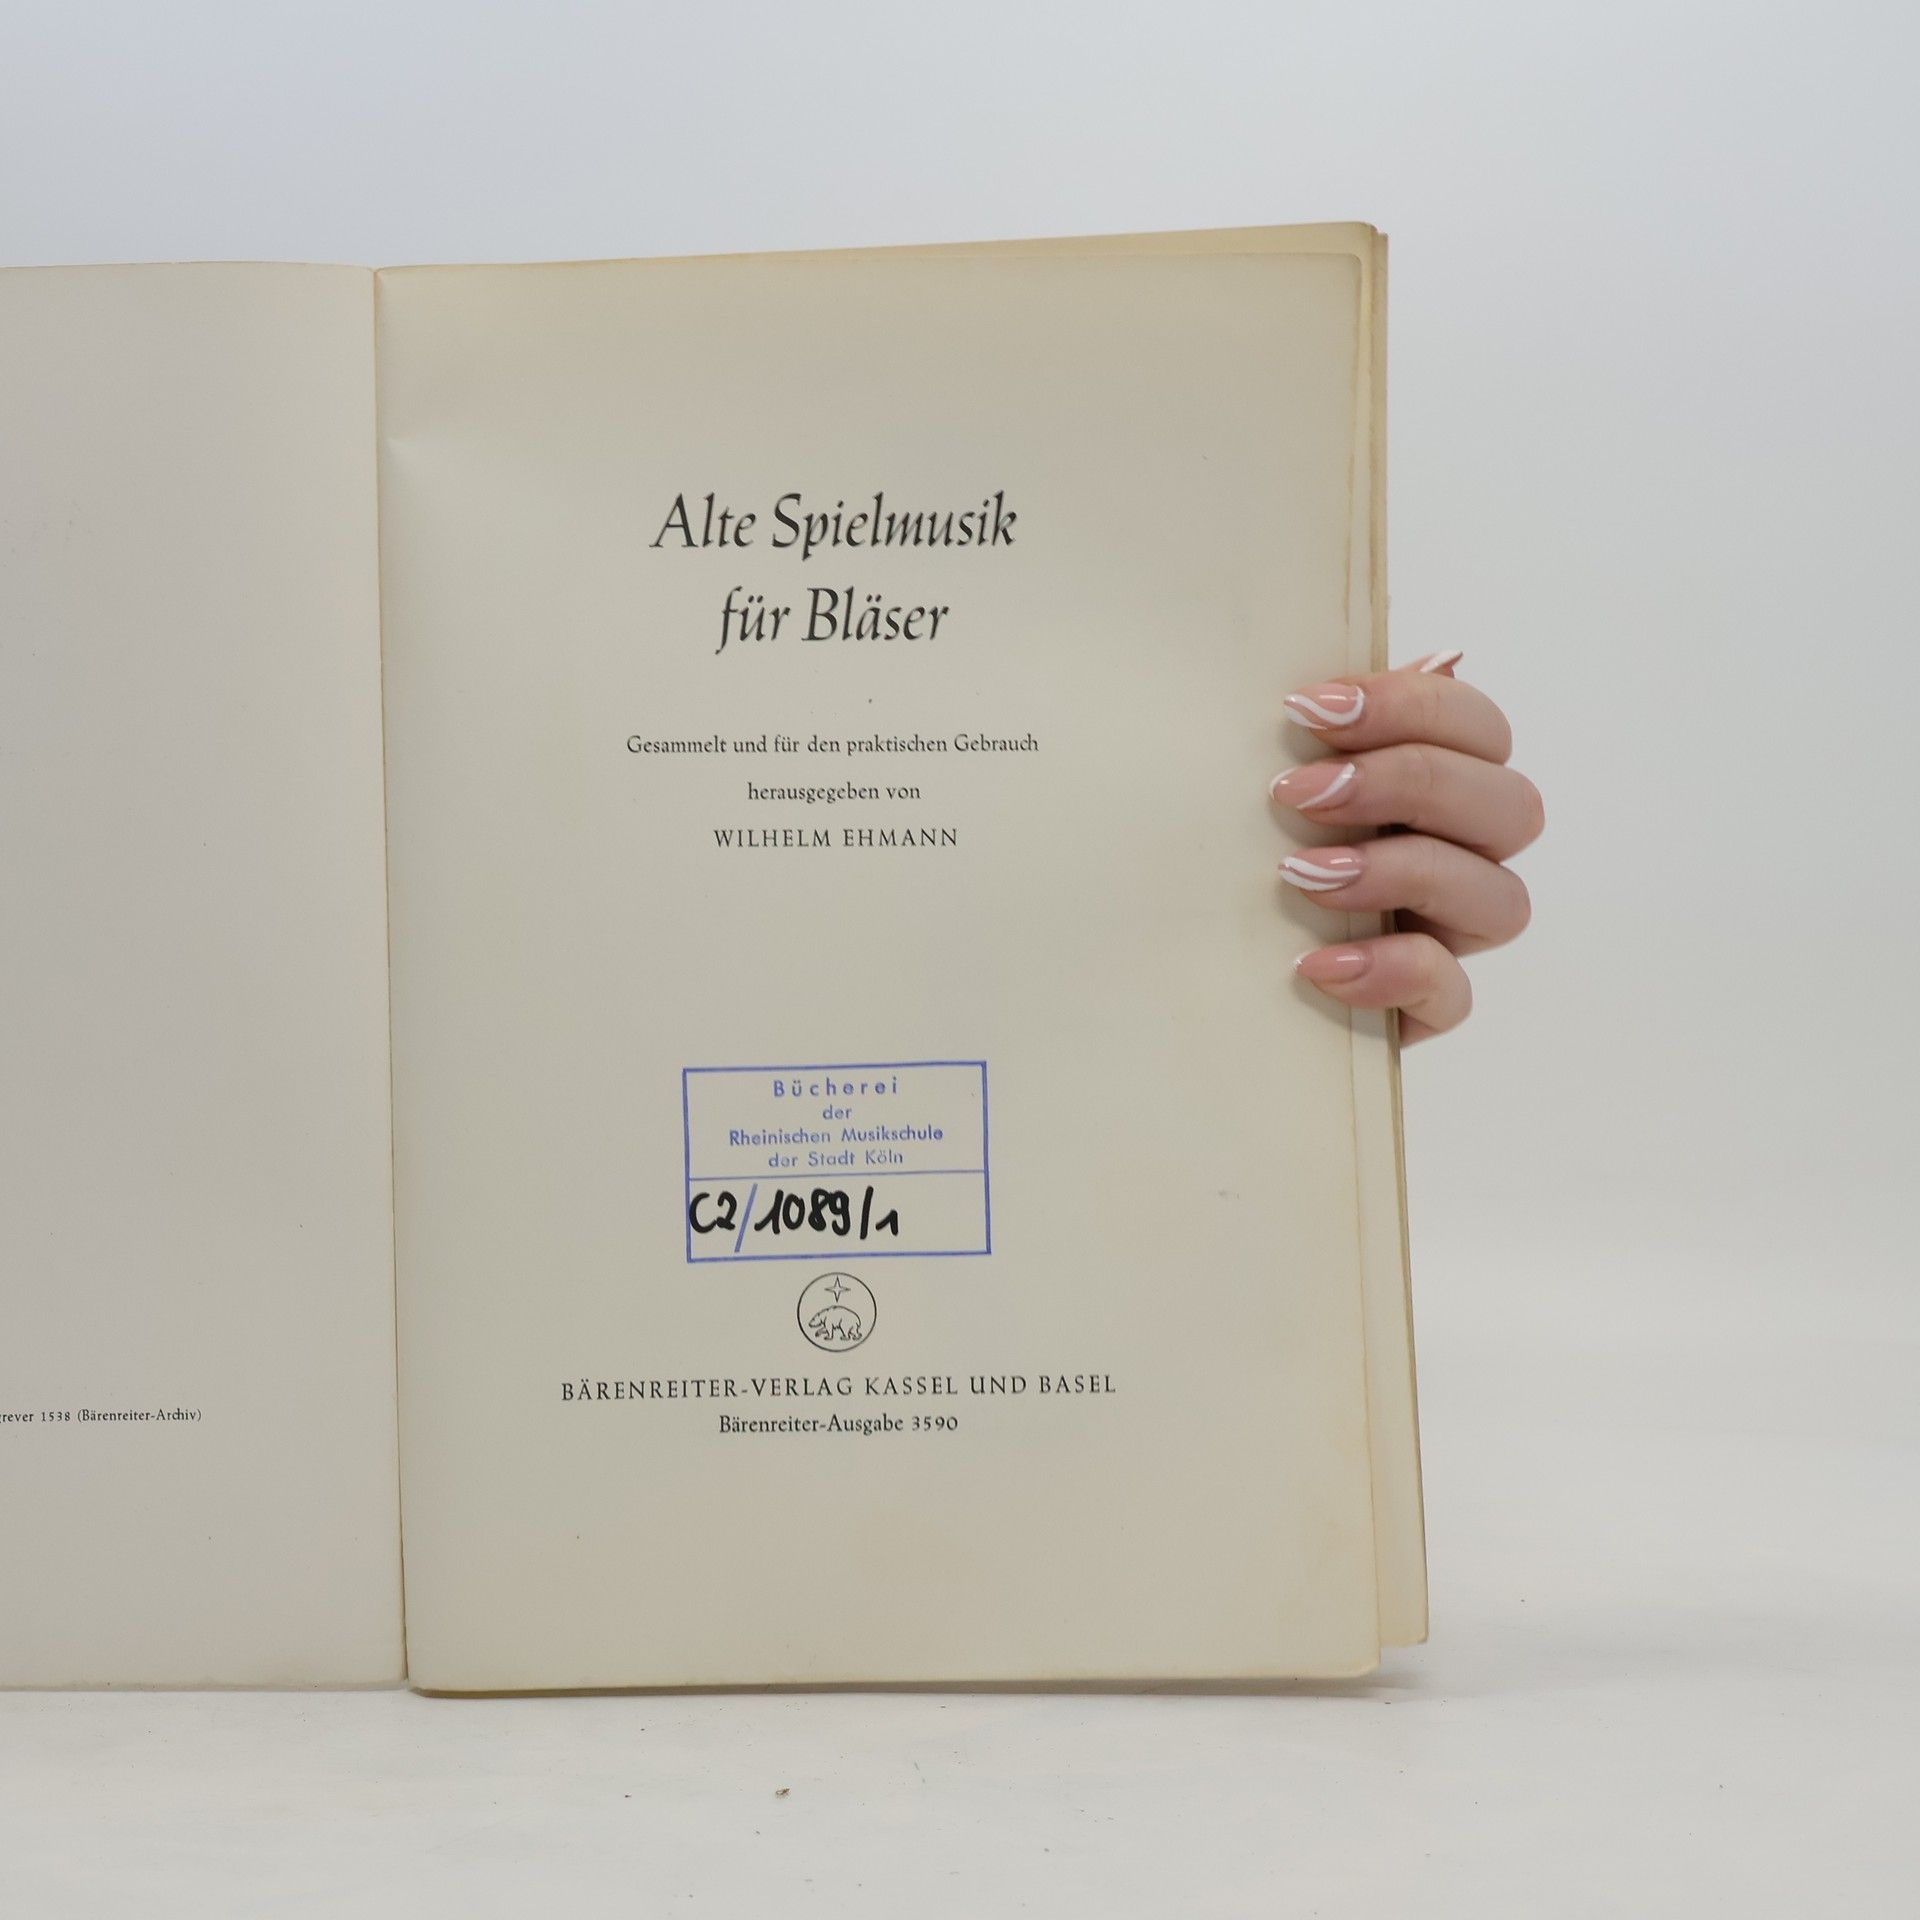 1538 (Bärenreiter-Archiv)
Alte Spielmusik
für Bläser
Gesammelt und für den praktischen Gebrauch
herausgegeben von
WILHELM EHMANN
Bücherei
der
Rheinischen Musikschule
der Stadt Köln
C2/1089/1
BÄRENREITER-VERLAG KASSEL UND BASEL
Bärenreiter-Ausgabe 3590